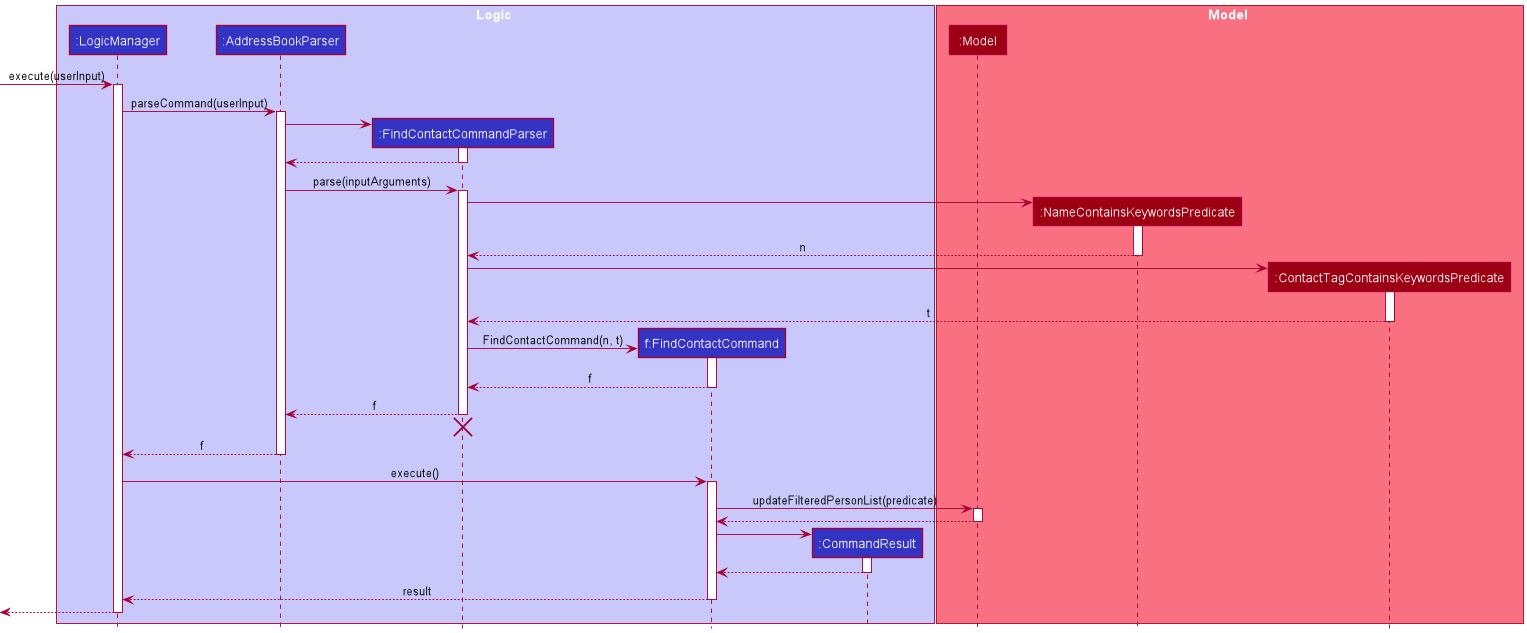 Logic
Model
:LogicManager
:AddressBookParser
:Model
execute(userInput)
parseCommand(userInput)
:FindContactCommandParser
parse(inputArguments)
:NameContainsKeywordsPredicate
n
:ContactTagContainsKeywordsPredicate
t
FindContactCommand(n, t)
f:FindContactCommand
f
f
f
execute()
updateFilteredPersonList(predicate)
:CommandResult
result